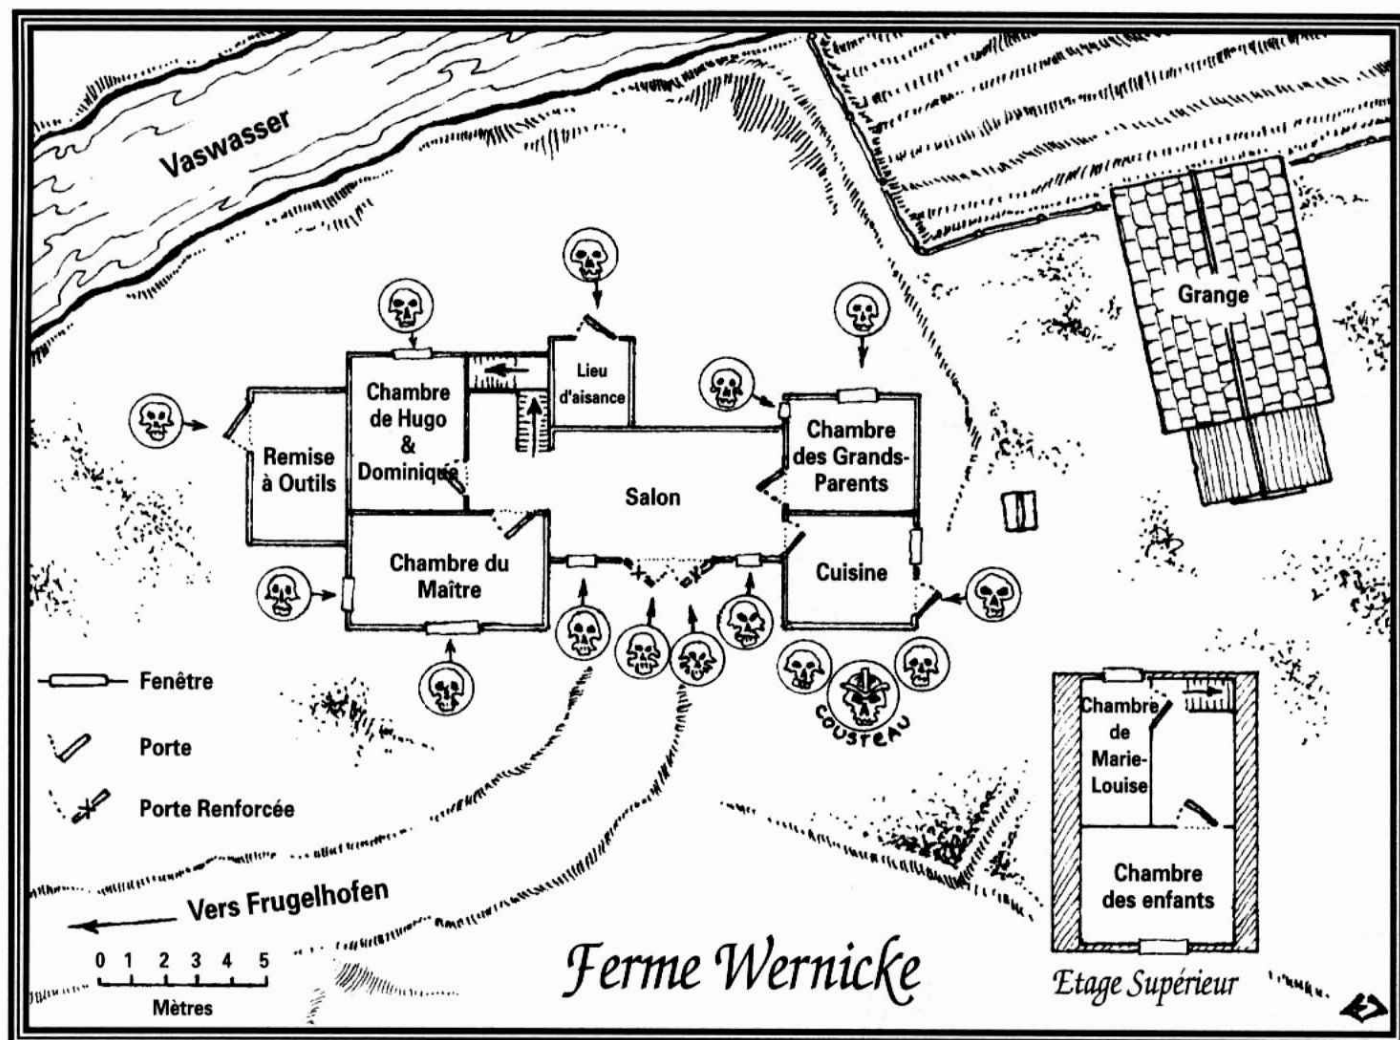 Vaswasser
Grange
Lieu
d'aisance
Chambre
de Hugo
&
Dominique
Chambre
des Grands-
Parents
Remise
à Outils
Salon
Chambre du
Maître
Cuisine
COUSTEAU
Fenêtre
Porte
Porte Renforcée
Chambre
de
Marie-
Louise
Chambre
des enfants
Vers Frugelhofen
0 1 2 3 4 5
Mètres
Ferme Wernicke
Etage Supérieur